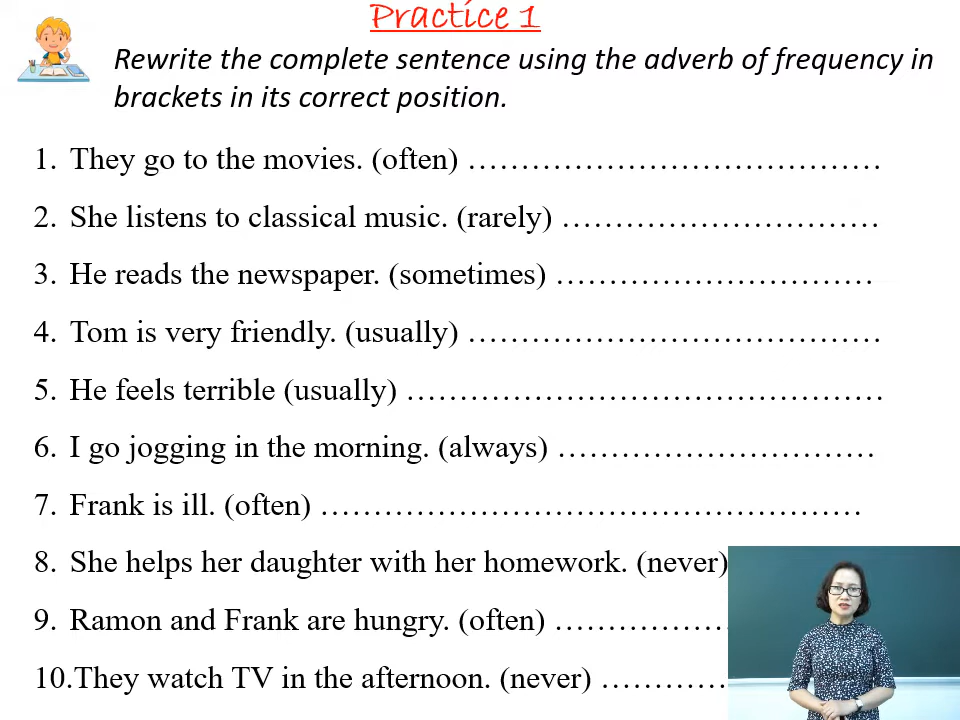 Practice 1
Rewrite the complete sentence using the adverb of frequency in
brackets in its correct position.
1. They go to the movies. (often) …………………………………
2. She listens to classical music. (rarely) …………………………
3. He reads the newspaper. (sometimes) …………………………
4. Tom is very friendly. (usually) …………………………………
5. He feels terrible (usually) ………………………………………
6. I go jogging in the morning. (always) …………………………
7. Frank is ill. (often) ……………………………………………
8. She helps her daughter with her homework. (never)
9. Ramon and Frank are hungry. (often) ………………
10.They watch TV in the afternoon. (never) …………